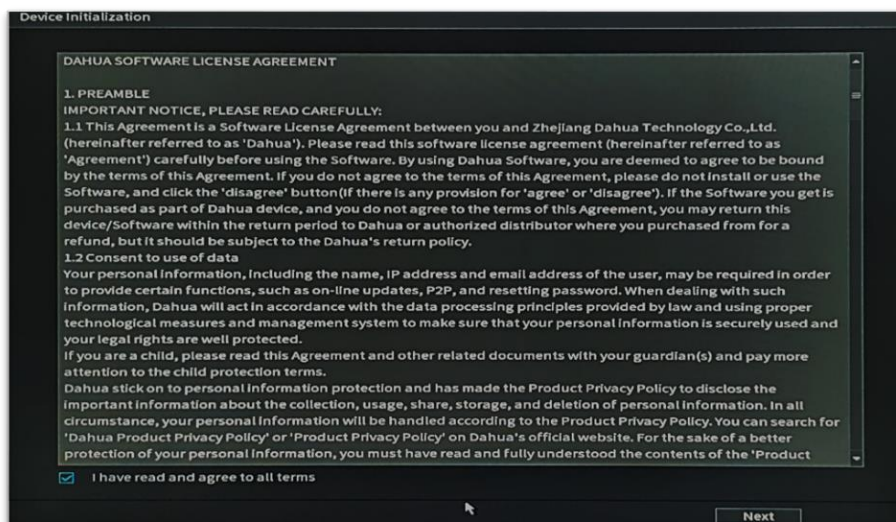 Device Initialization
DAHUA SOFTWARE LICENSE AGREEMENT
1. PREAMBLE
IMPORTANT NOTICE, PLEASE READ CAREFULLY:
1.1 This Agreement is a Software License Agreement between you and Zhejiang Dahua Technology Co.,Ltd.
(hereinafter referred to as 'Dahua'). Please read this software license agreement (hereinafter referred to as
'Agreement') carefully before using the Software. By using Dahua Software, you are deemed to agree to be bound
by the terms of this Agreement. If you do not agree to the terms of this Agreement, please do not install or use the
Software, and click the 'disagree' button(If there is any provision for 'agree' or 'disagree'). If the Software you get is
purchased as part of Dahua device, and you do not agree to the terms of this Agreement, you may return this
device/Software within the return period to Dahua or authorized distributor where you purchased from for a
refund, but it should be subject to the Dahua's return policy.
1.2 Consent to use of data
Your personal information, including the name, IP address and email address of the user, may be required in order
to provide certain functions, such as on-line updates, P2P, and resetting password. When dealing with such
information, Dahua will act in accordance with the data processing principles provided by law and using proper
technological measures and management system to make sure that your personal information is securely used and
your legal rights are well protected.
If you are a child, please read this Agreement and other related documents with your guardian(s) and pay more
attention to the child protection terms.
Dahua stick on to personal information protection and has made the Product Privacy Policy to disclose the
important information about the collection, usage, share, storage, and deletion of personal information. In all
circumstance, your personal information will be handled according to the Product Privacy Policy. You can search for
'Dahua Product Privacy Policy' or 'Product Privacy Policy' on Dahua's official website. For the sake of a better
protection of your personal information, you must have read and fully understood the contents of the 'Product
I have read and agree to all terms
Next